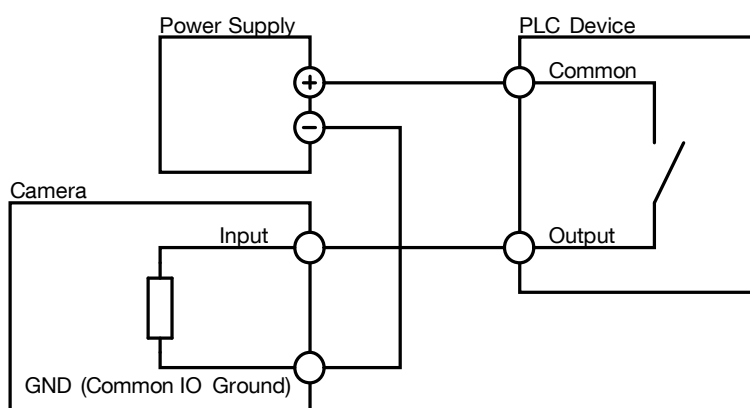 Power Supply
PLC Device
+
Common
−
Camera
Input
Output
GND (Common IO Ground)